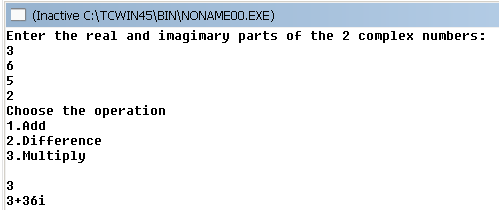 (Inactive C:\TCWIN45\BIN\NONAME00.EXE)
Enter the real and imagimary parts of the 2 complex numbers:
3
6
5
2
Choose the operation
1.Add
2.Difference
3.Multiply
3
3+36i